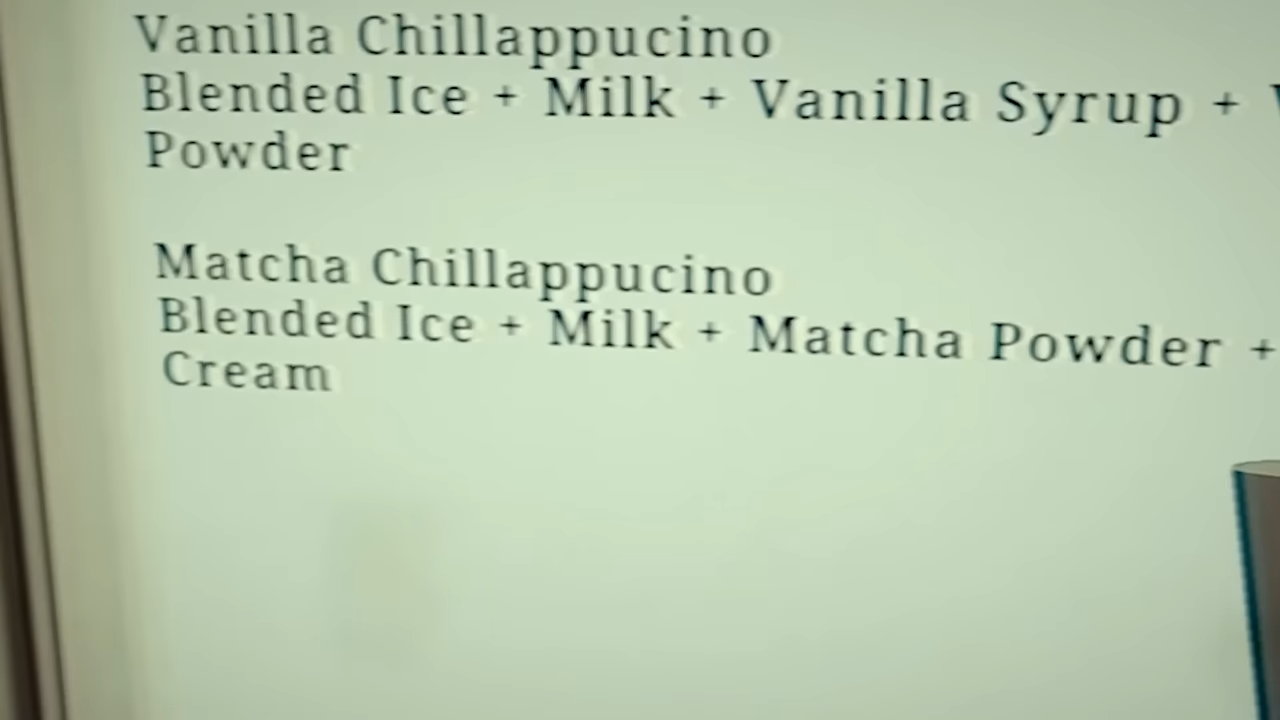 Vanilla Chillappucino
Blended Ice + Milk + Vanilla Syrup +
Powder
Matcha Chillappucino
Blended Ice + Milk + Matcha Powder +
Cream